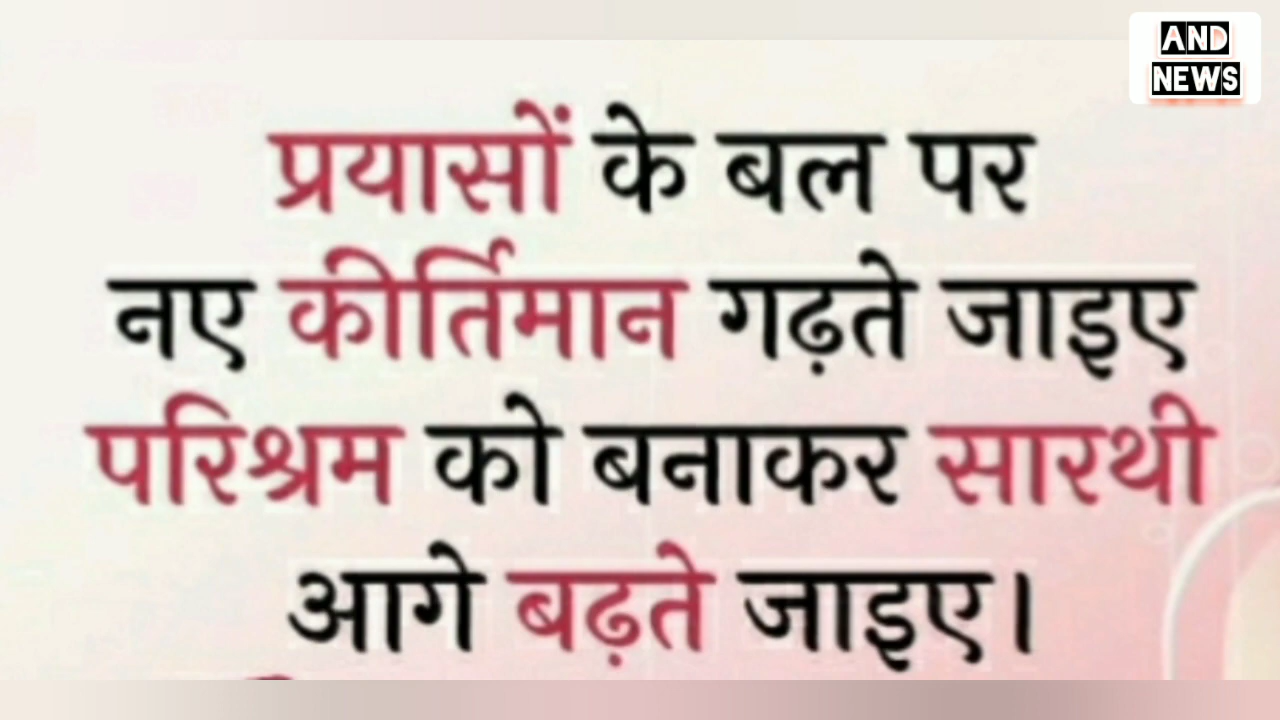 AND
NEWS
प्रयासों के बल पर
नए कीर्तिमान गढ़ते जाइए
परिश्रम को बनाकर सारथी
आगे बढ़ते जाइए।